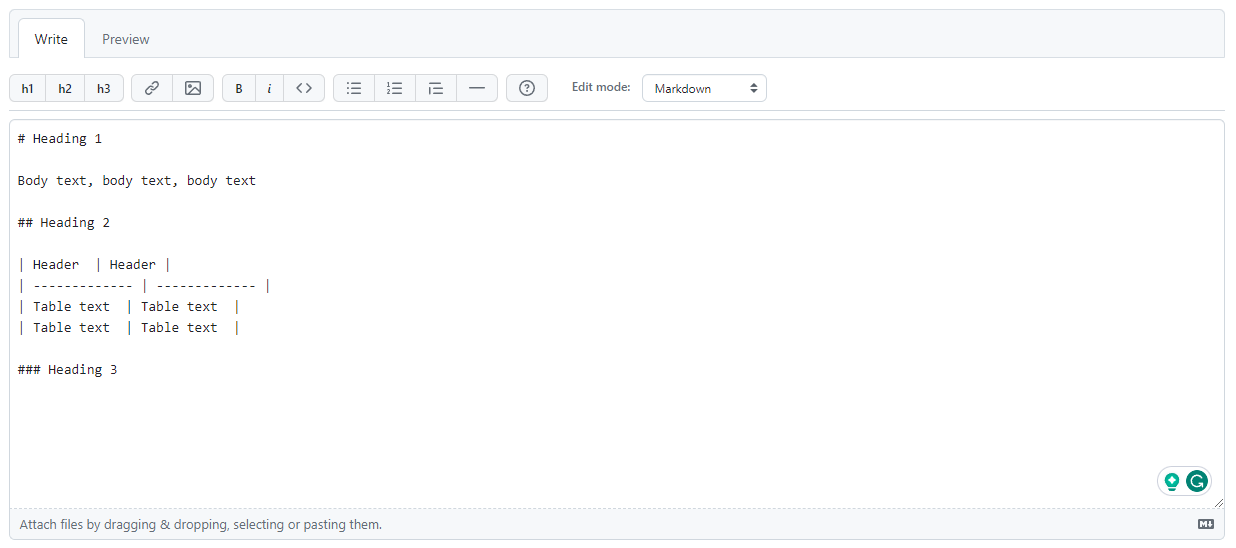 Write Preview
h1 h2 h3 B i <> Edit mode: Markdown
# Heading 1
Body text, body text, body text
## Heading 2
| Header  | Header |
| ------------- | ------------- |
| Table text  | Table text  |
| Table text  | Table text  |
### Heading 3
Attach files by dragging & dropping, selecting or pasting them.